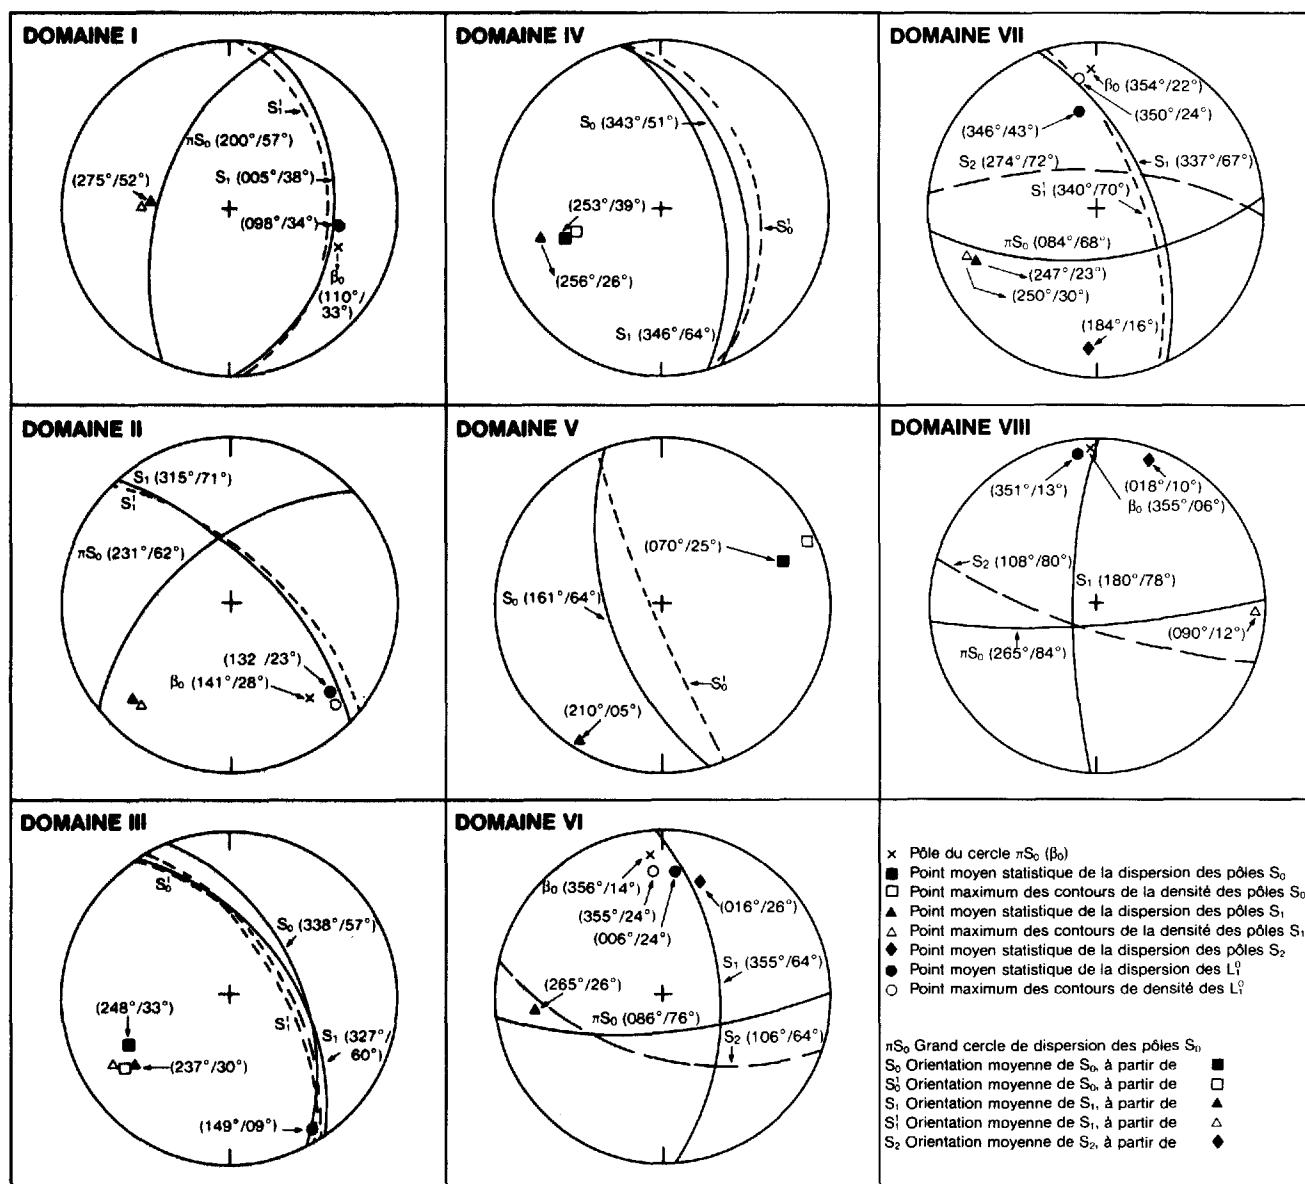 DOMAINE I
S₁¹
πS₀ (200°/57°)
S₁ (005°/38°)
(275°/52°)
(098°/34°)
β₀
(110°/
33°)
DOMAINE IV
S₀ (343°/51°)
(253°/39°)
S₀¹
(256°/26°)
S₁ (346°/64°)
DOMAINE VII
β₀ (354°/22°)
(350°/24°)
(346°/43°)
S₂ (274°/72°)
S₁ (337°/67°)
S₁¹ (340°/70°)
πS₀ (084°/68°)
(247°/23°)
(250°/30°)
(184°/16°)
DOMAINE II
S₁ (315°/71°)
S₁¹
πS₀ (231°/62°)
(132 /23°)
β₀ (141°/28°)
DOMAINE V
(070°/25°)
S₀ (161°/64°)
S₀¹
(210°/05°)
DOMAINE VIII
(351°/13°)
(018°/10°)
β₀ (355°/06°)
S₂ (108°/80°)
S₁ (180°/78°)
(090°/12°)
πS₀ (265°/84°)
DOMAINE III
S₀¹
S₀ (338°/57°)
(248°/33°)
S₁¹
S₁ (327°/
60°)
(237°/30°)
(149°/09°)
DOMAINE VI
β₀ (356°/14°)
(355°/24°)
(016°/26°)
(006°/24°)
S₁ (355°/64°)
(265°/26°)
πS₀ (086°/76°)
S₂ (106°/64°)
× Pôle du cercle πS₀ (β₀)
■ Point moyen statistique de la dispersion des pôles S₀
□ Point maximum des contours de la densité des pôles S₀
▲ Point moyen statistique de la dispersion des pôles S₁
△ Point maximum des contours de la densité des pôles S₁
◆ Point moyen statistique de la dispersion des pôles S₂
● Point moyen statistique de la dispersion des L₁⁰
○ Point maximum des contours de densité des L₁⁰
πS₀ Grand cercle de dispersion des pôles S₀
S₀ Orientation moyenne de S₀, à partir de ■
S₀¹ Orientation moyenne de S₀, à partir de □
S₁ Orientation moyenne de S₁, à partir de ▲
S₁¹ Orientation moyenne de S₁, à partir de △
S₂ Orientation moyenne de S₂, à partir de ◆